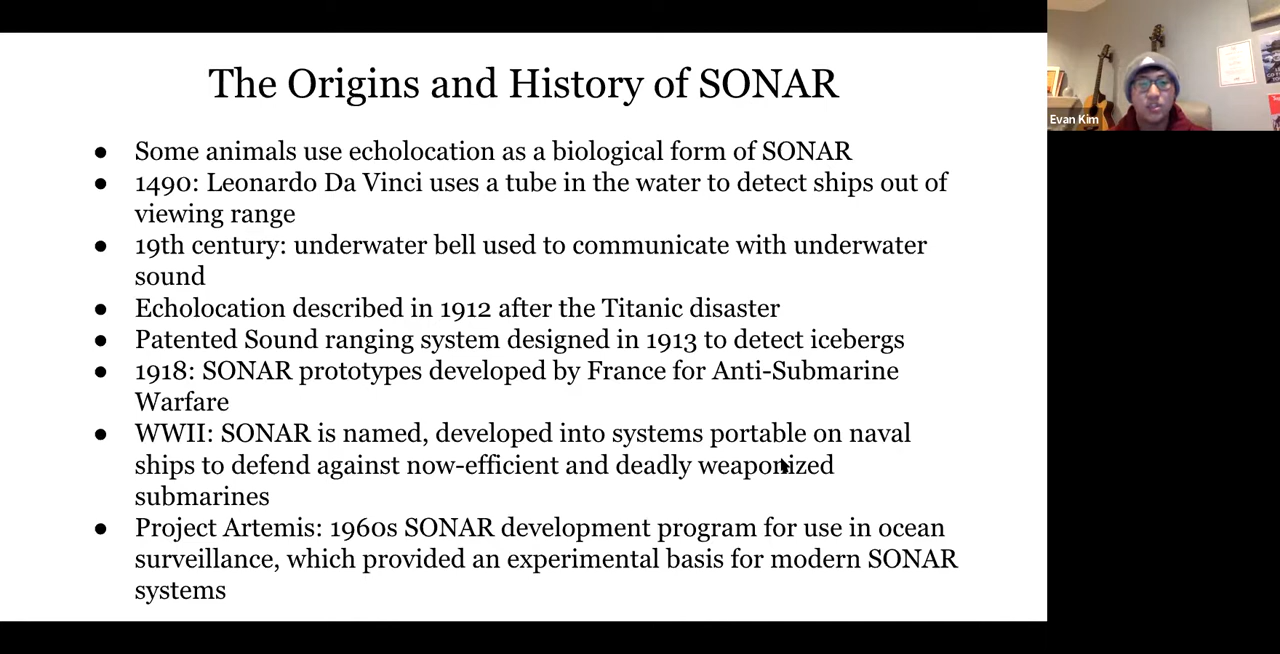 The Origins and History of SONAR
● Some animals use echolocation as a biological form of SONAR
● 1490: Leonardo Da Vinci uses a tube in the water to detect ships out of
viewing range
● 19th century: underwater bell used to communicate with underwater
sound
● Echolocation described in 1912 after the Titanic disaster
● Patented Sound ranging system designed in 1913 to detect icebergs
● 1918: SONAR prototypes developed by France for Anti-Submarine
Warfare
● WWII: SONAR is named, developed into systems portable on naval
ships to defend against now-efficient and deadly weaponized
submarines
● Project Artemis: 1960s SONAR development program for use in ocean
surveillance, which provided an experimental basis for modern SONAR
systems
Evan Kim